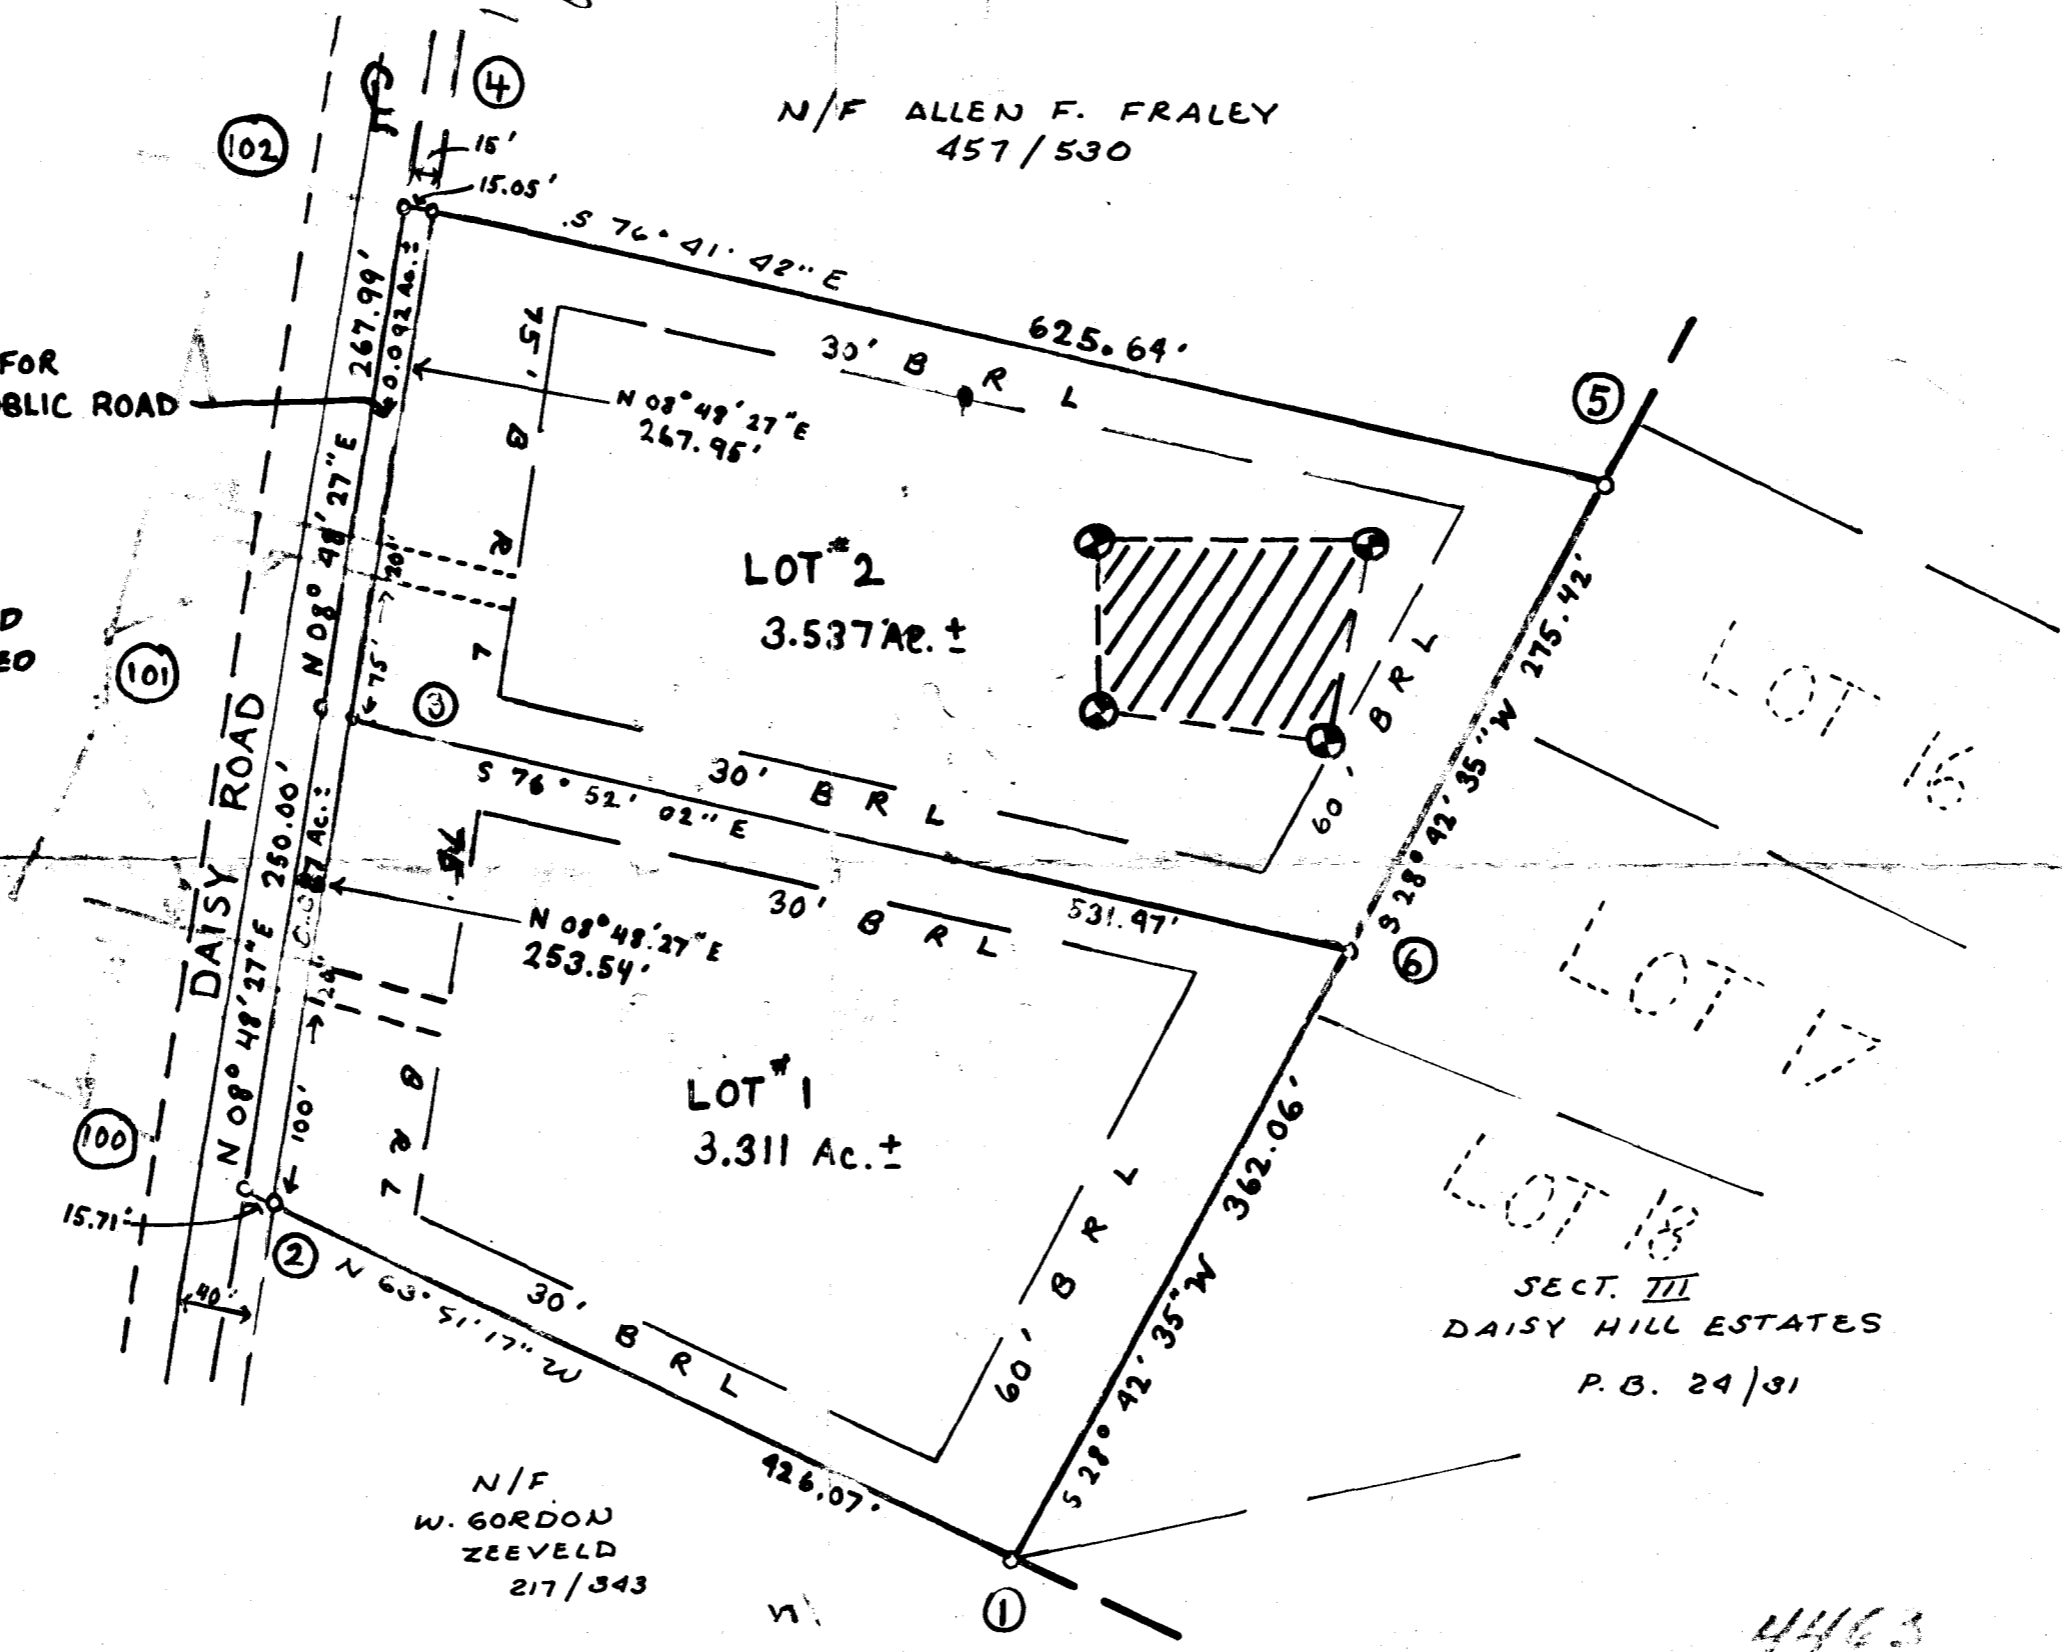 N/F ALLEN F. FRALEY
457/530
4
102
15'
15.05'
S 76° 41' 42" E
625.64'
267.99'
0.092 Ac. ±
FOR
BLIC ROAD
N 08° 48' 27" E
N 08° 48' 27" E
267.95'
75' B R L
30' B R L
5
LOT #2
3.537 Ac. ±
20'
75'
60' B R L
S 28° 42' 35" W 275.42'
LOT 16
D
ED
101
3
30' B R L
S 76° 52' 02" E
531.97'
DAISY ROAD
N 08° 48' 27" E 250.00'
N 08° 48' 27" E
253.54'
B R L
30' B R L
6
LOT 17
100'
LOT #1
3.311 Ac. ±
60' B R L
S 28° 42' 35" W 362.06'
LOT 18
SECT. III
DAISY HILL ESTATES
P.B. 24/31
100
15.71'
2
40'
N 63° 51' 17" W
426.07'
30' B R L
N/F
W. GORDON
ZEEVELD
217/343
1
4463